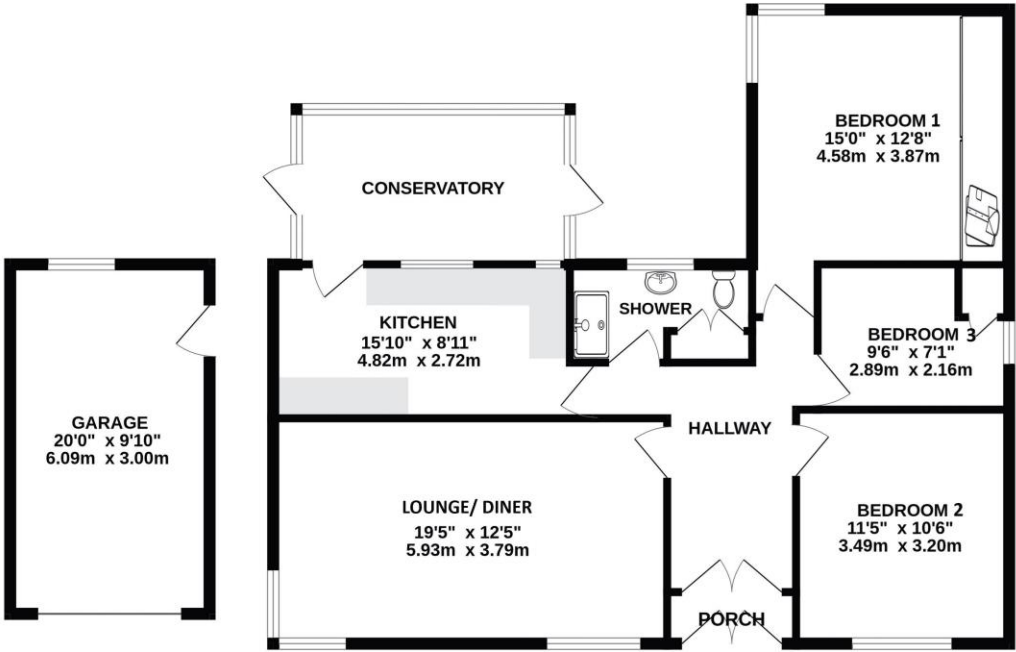 BEDROOM 1
15'0" x 12'8"
4.58m x 3.87m
CONSERVATORY
SHOWER
KITCHEN
15'10" x 8'11"
4.82m x 2.72m
BEDROOM 3
9'6" x 7'1"
2.89m x 2.16m
GARAGE
20'0" x 9'10"
6.09m x 3.00m
HALLWAY
LOUNGE/ DINER
19'5" x 12'5"
5.93m x 3.79m
BEDROOM 2
11'5" x 10'6"
3.49m x 3.20m
PORCH